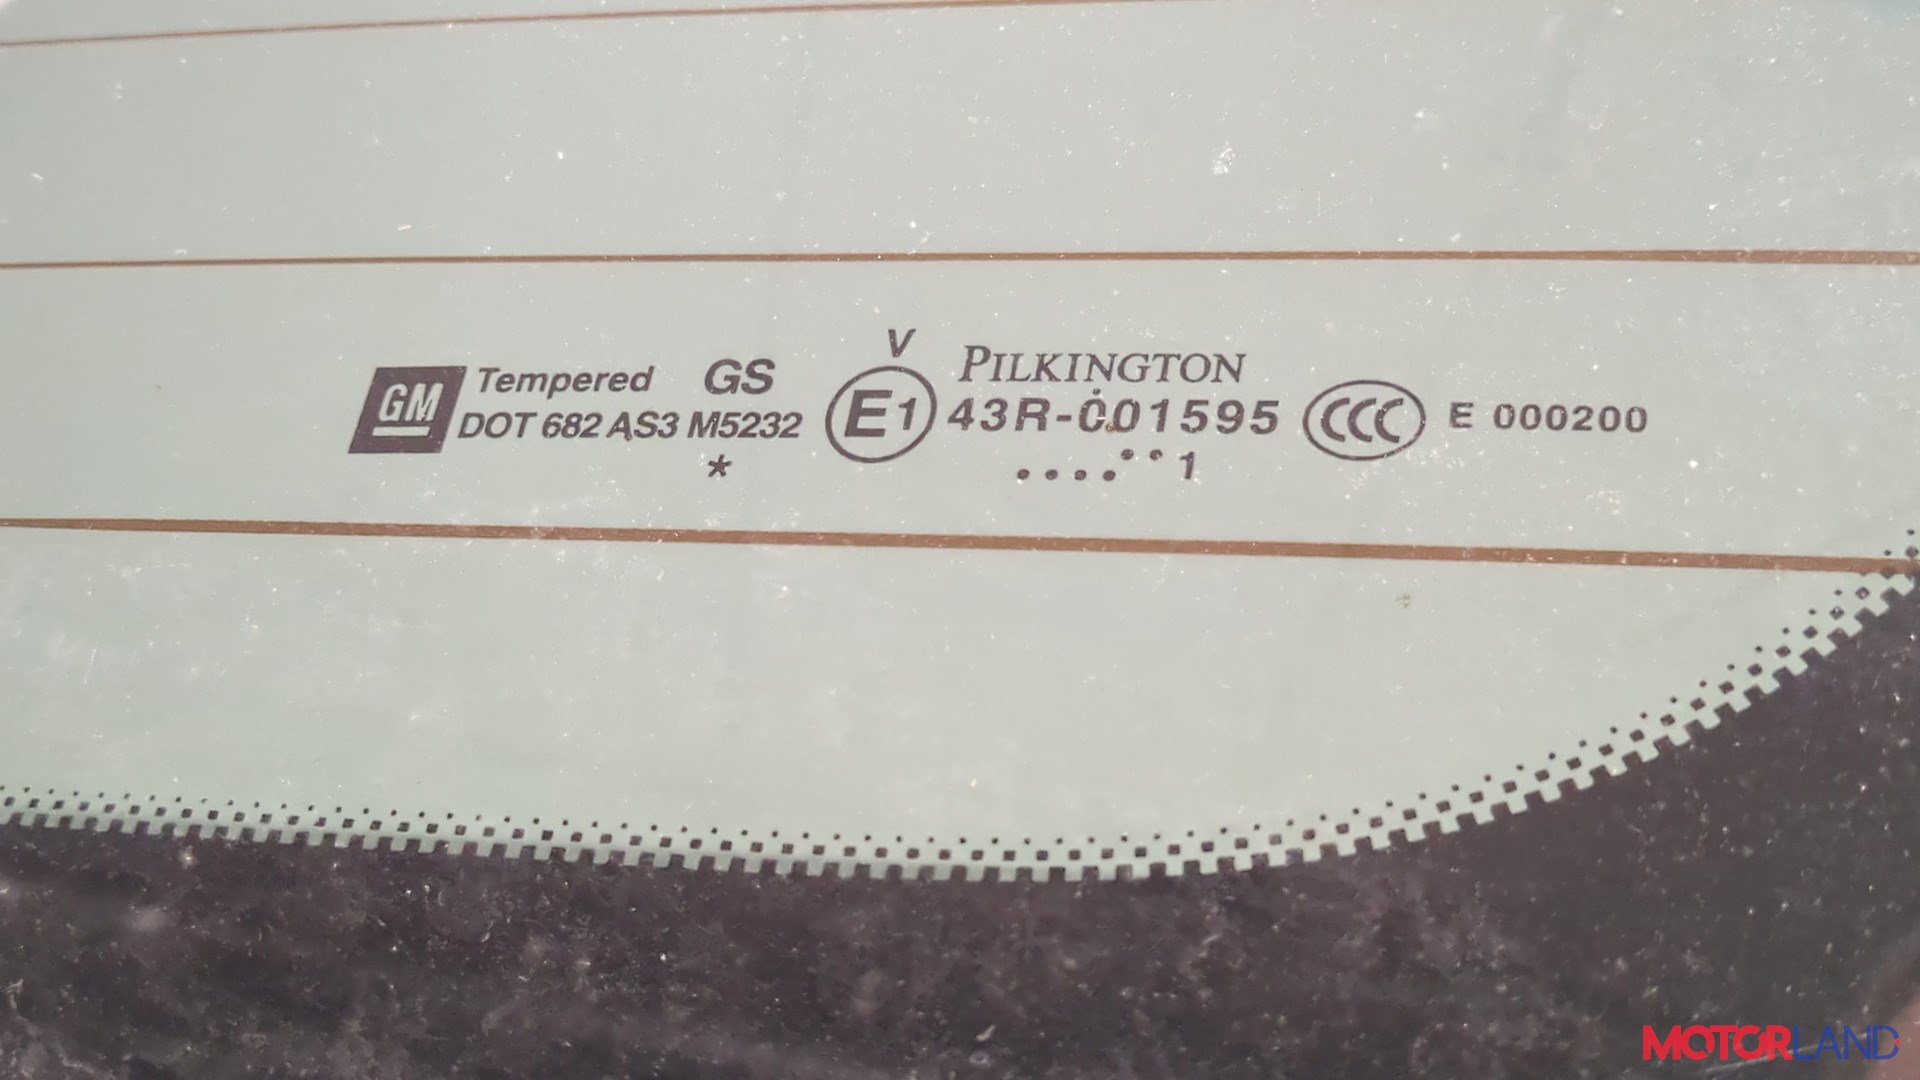 GM Tempered GS
DOT 682 AS3 M5232
*
V
E1
PILKINGTON
43R-001595
....¨ 1
CCC E 000200
MOTORLAND